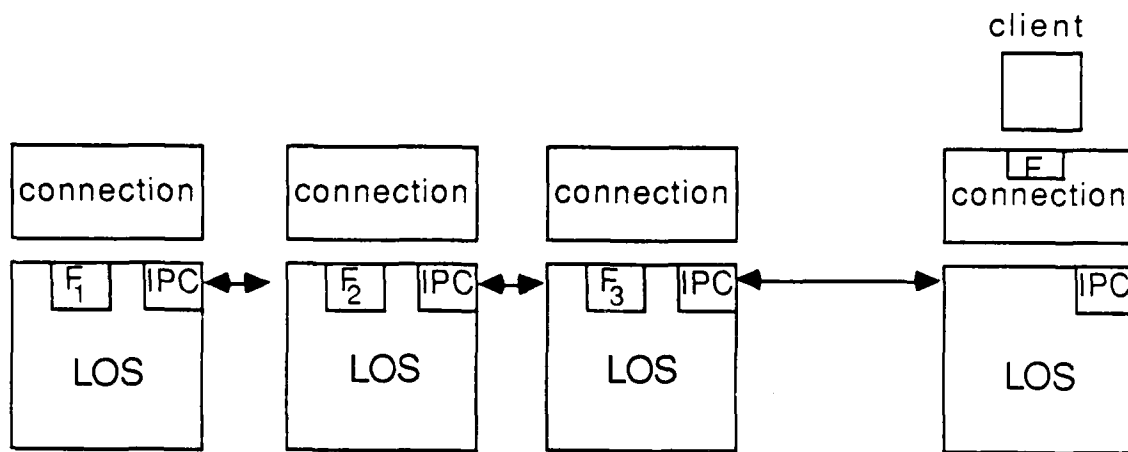 client
connection
connection
connection
F
connection
F1 IPC
F2 IPC
F3 IPC
IPC
LOS
LOS
LOS
LOS